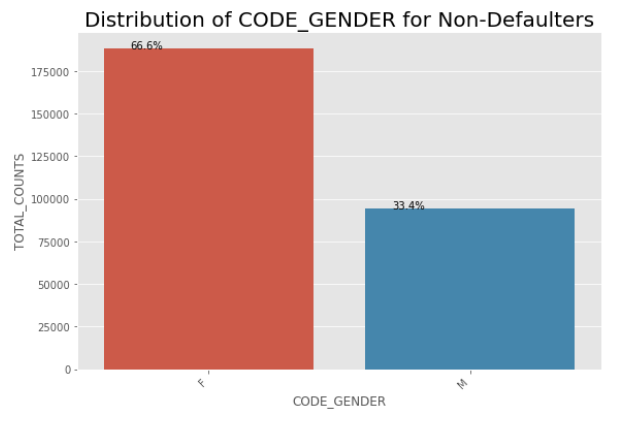 Distribution of CODE_GENDER for Non-Defaulters
66.6%
33.4%
175000
150000
125000
100000
75000
50000
25000
0
TOTAL_COUNTS
F
M
CODE_GENDER